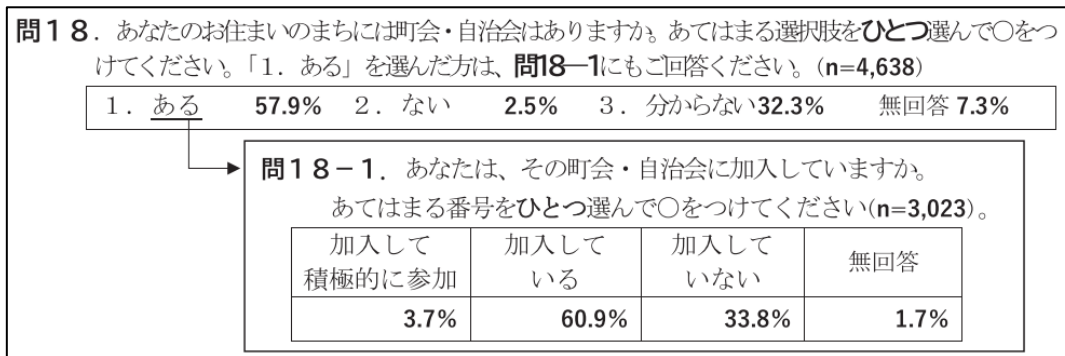 問18．あなたのお住まいのまちには町会・自治会はありますか。あてはまる選択肢をひとつ選んで○をつ
けてください。「1．ある」を選んだ方は、問18―1にもご回答ください。(n=4,638)
1．ある　57.9%　2．ない　2.5%　3．分からない32.3%　無回答 7.3%
問18－1．あなたは、その町会・自治会に加入していますか。
あてはまる番号をひとつ選んで○をつけてください(n=3,023)。
加入して　加入して　加入して　無回答
積極的に参加　いる　いない
3.7%　60.9%　33.8%　1.7%